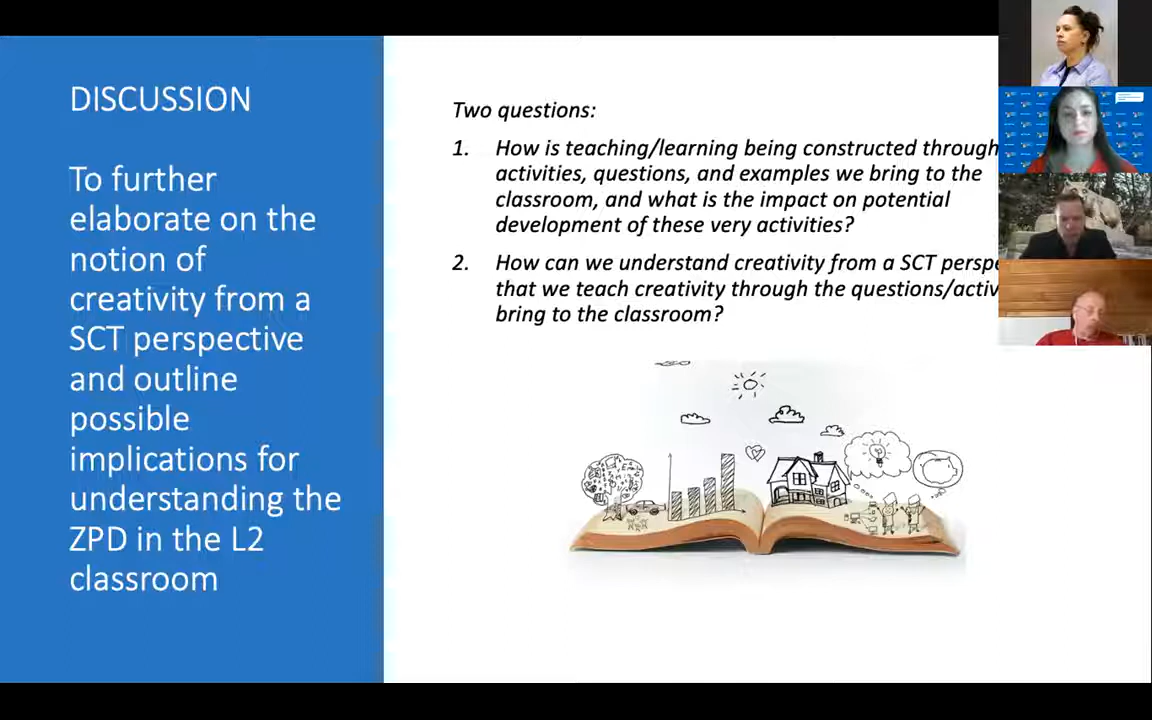 DISCUSSION
To further
elaborate on the
notion of
creativity from a
SCT perspective
and outline
possible
implications for
understanding the
ZPD in the L2
classroom
Two questions:
1. How is teaching/learning being constructed through
activities, questions, and examples we bring to the
classroom, and what is the impact on potential
development of these very activities?
2. How can we understand creativity from a SCT perspe
that we teach creativity through the questions/activ
bring to the classroom?